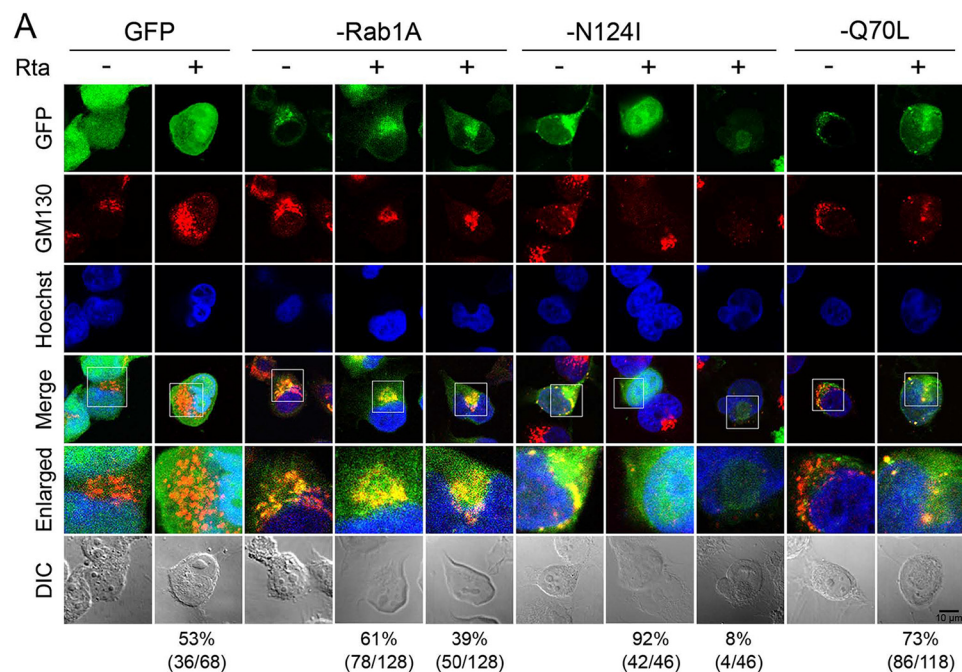 A
GFP -Rab1A -N124I -Q70L
Rta - + - + + - + + - +
GFP
GM130
Hoechst
Merge
Enlarged
DIC
10 μm
53% 61% 39% 92% 8% 73%
(36/68) (78/128) (50/128) (42/46) (4/46) (86/118)